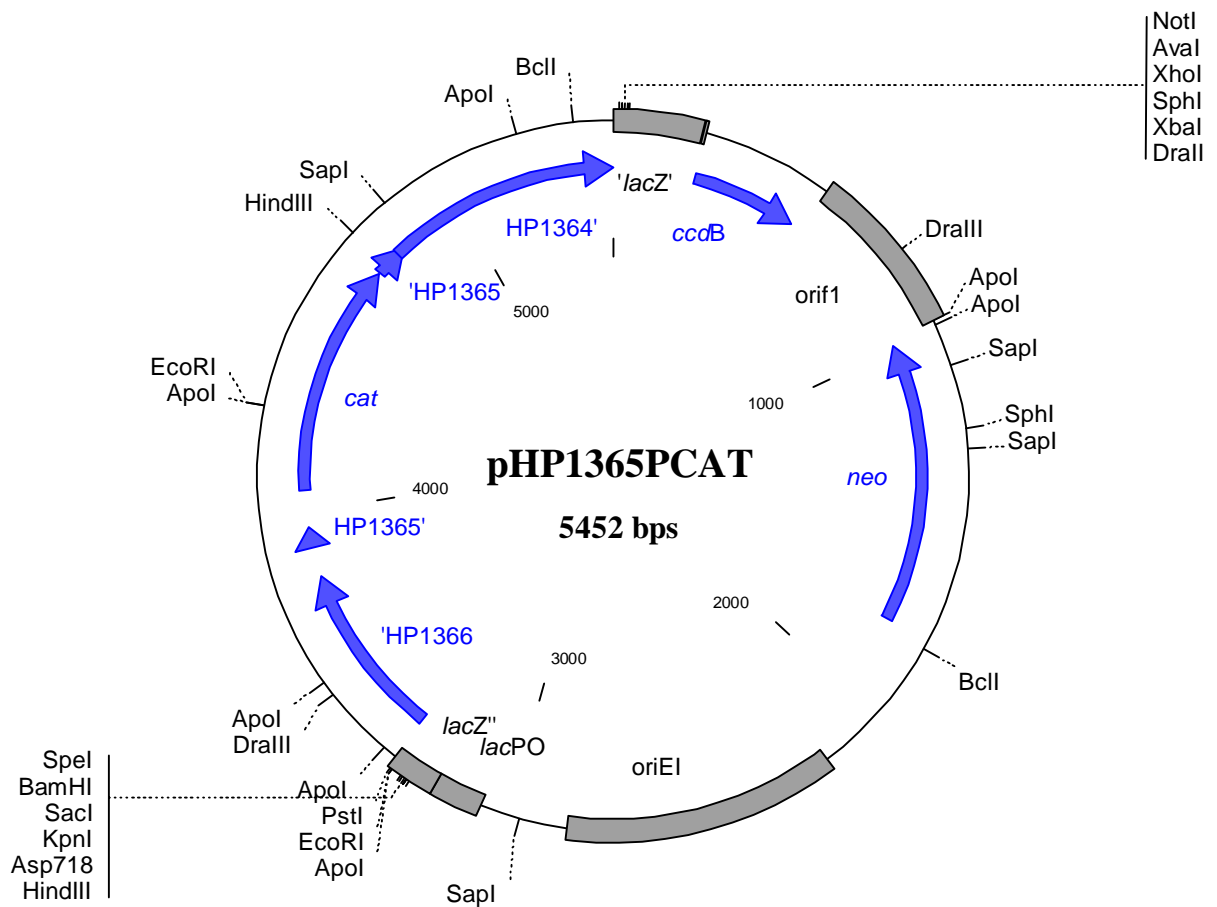 NotI
AvaI
XhoI
SphI
XbaI
DraII
BclI
ApoI
SapI
HindIII
'lacZ'
HP1364'
ccdB
DraIII
'HP1365
orif1
ApoI
ApoI
5000
SapI
EcoRI
ApoI
cat
1000
SphI
SapI
pHP1365PCAT
neo
4000
HP1365'
5452 bps
2000
'HP1366
3000
BclI
ApoI
DraIII
lacZ''
lacPO
oriEI
SpeI
BamHI
SacI
KpnI
Asp718
HindIII
ApoI
PstI
EcoRI
ApoI
SapI